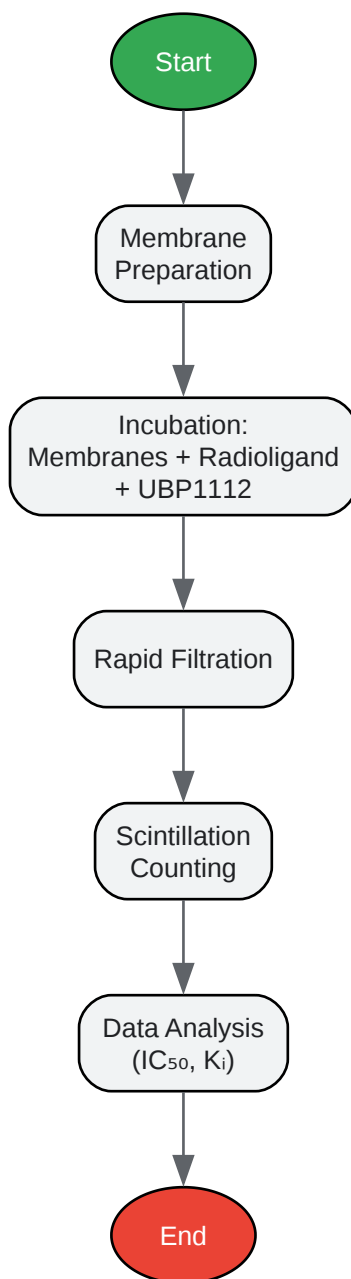 Start
Membrane
Preparation
Incubation:
Membranes + Radioligand
+ UBP1112
Rapid Filtration
Scintillation
Counting
Data Analysis
(IC₅₀, Kᵢ)
End